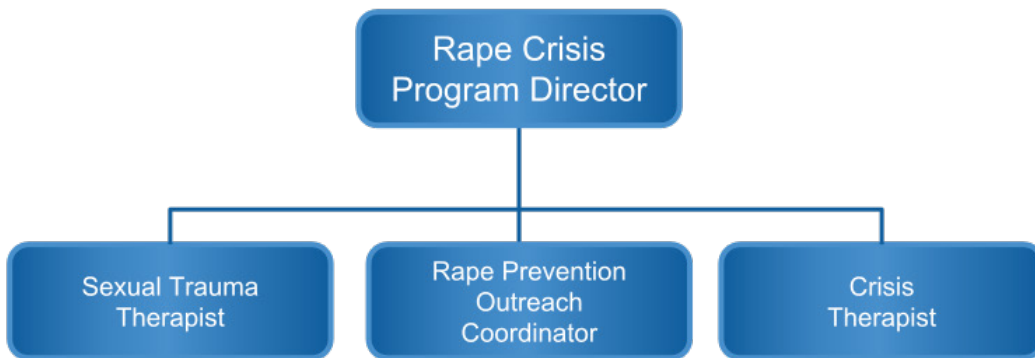 Rape Crisis
Program Director
Sexual Trauma
Therapist
Rape Prevention
Outreach
Coordinator
Crisis
Therapist